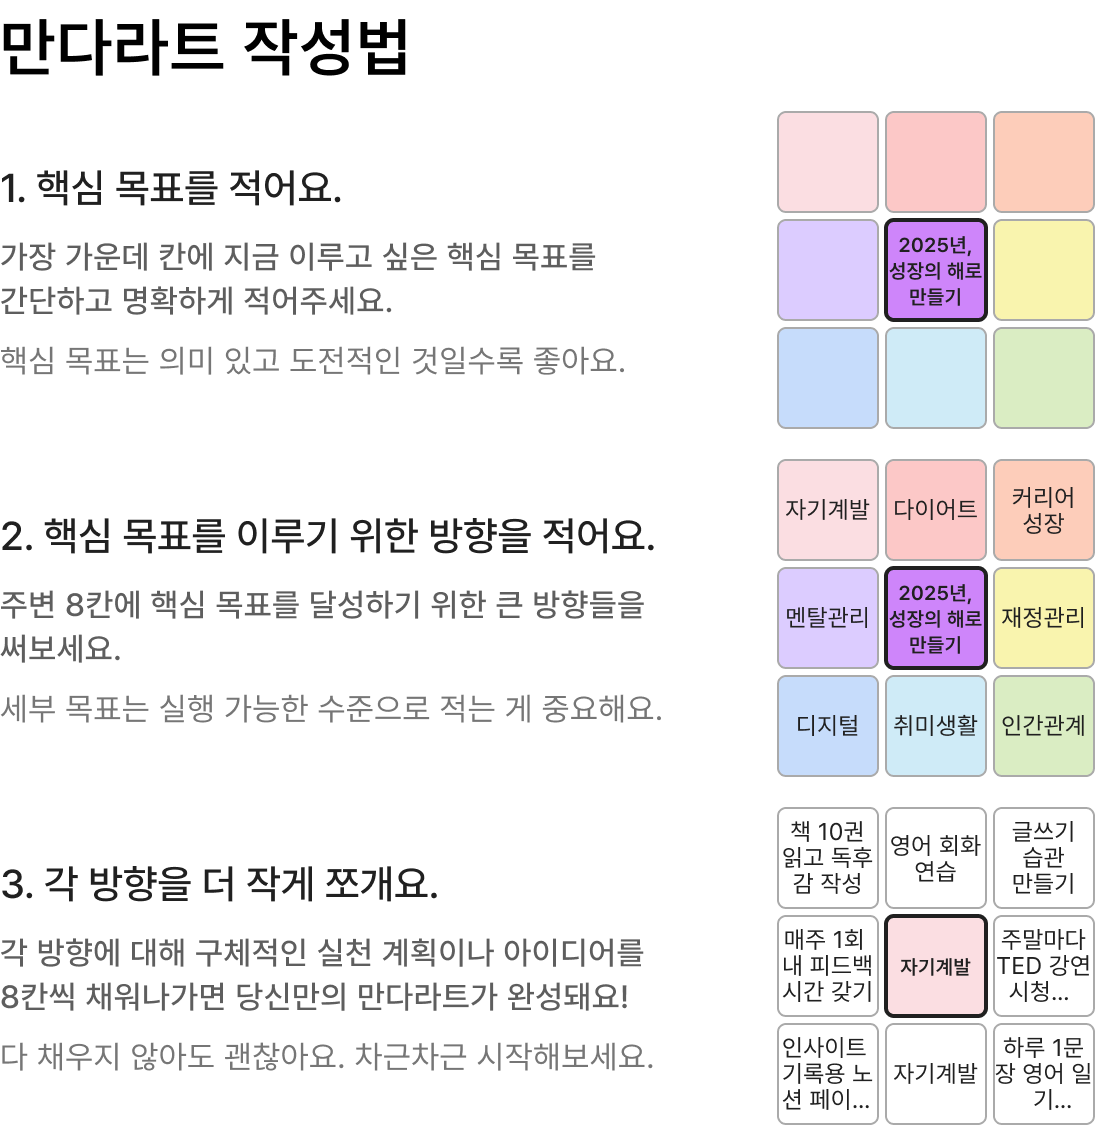 만다라트 작성법
1. 핵심 목표를 적어요.
가장 가운데 칸에 지금 이루고 싶은 핵심 목표를
간단하고 명확하게 적어주세요.
핵심 목표는 의미 있고 도전적인 것일수록 좋아요.
2025년,
성장의 해로
만들기
2. 핵심 목표를 이루기 위한 방향을 적어요.
주변 8칸에 핵심 목표를 달성하기 위한 큰 방향들을
써보세요.
세부 목표는 실행 가능한 수준으로 적는 게 중요해요.
자기계발
다이어트
커리어
성장
멘탈관리
2025년,
성장의 해로
만들기
재정관리
디지털
취미생활
인간관계
3. 각 방향을 더 작게 쪼개요.
각 방향에 대해 구체적인 실천 계획이나 아이디어를
8칸씩 채워나가면 당신만의 만다라트가 완성돼요!
다 채우지 않아도 괜찮아요. 차근차근 시작해보세요.
책 10권
읽고 독후
감 작성
영어 회화
연습
글쓰기
습관
만들기
매주 1회
내 피드백
시간 갖기
자기계발
주말마다
TED 강연
시청...
인사이트
기록용 노
션 페이...
자기계발
하루 1문
장 영어 일
기...